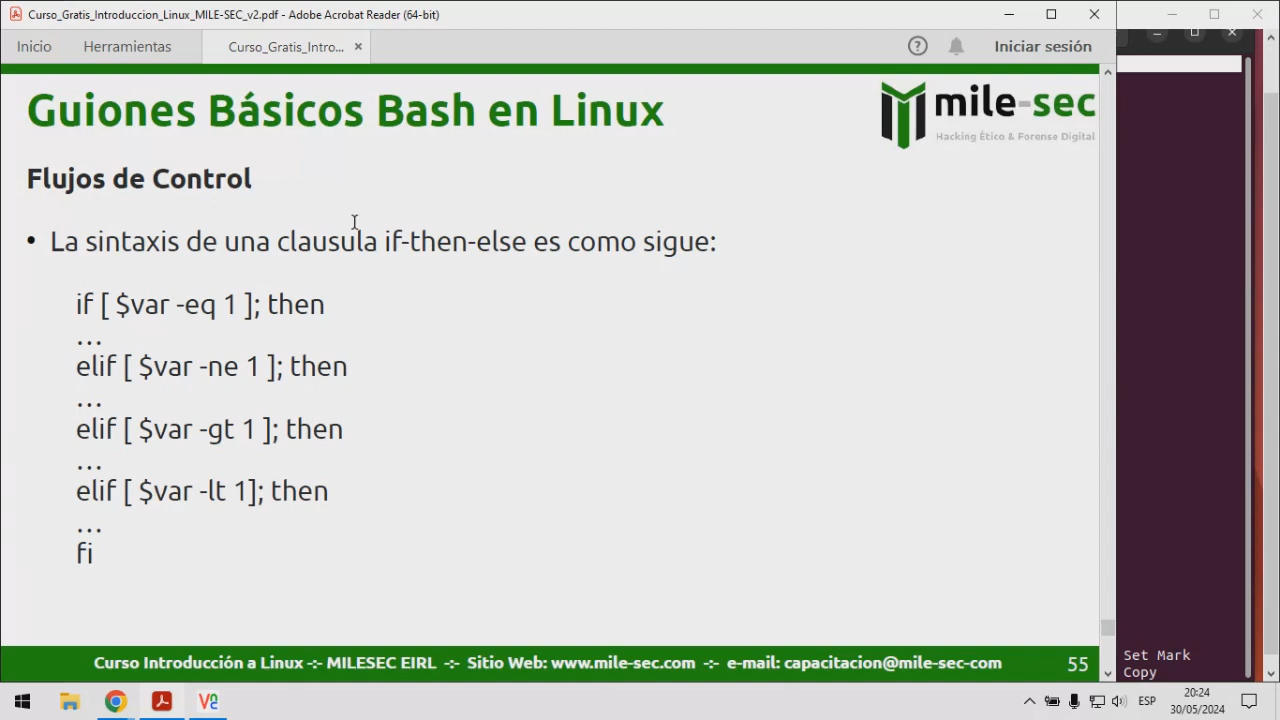 Curso_Gratis_Introduccion_Linux_MILE-SEC_v2.pdf - Adobe Acrobat Reader (64-bit)
Inicio Herramientas Curso_Gratis_Intro... × Iniciar sesión
Guiones Básicos Bash en Linux
mile-sec
Hacking Ético & Forense Digital
Flujos de Control
• La sintaxis de una clausula if-then-else es como sigue:
if [ $var -eq 1 ]; then
...
elif [ $var -ne 1 ]; then
...
elif [ $var -gt 1 ]; then
...
elif [ $var -lt 1]; then
...
fi
Curso Introducción a Linux -:- MILESEC EIRL -:- Sitio Web: www.mile-sec.com -:- e-mail: capacitacion@mile-sec-com 55
Set Mark
Copy
ESP
20:24
30/05/2024